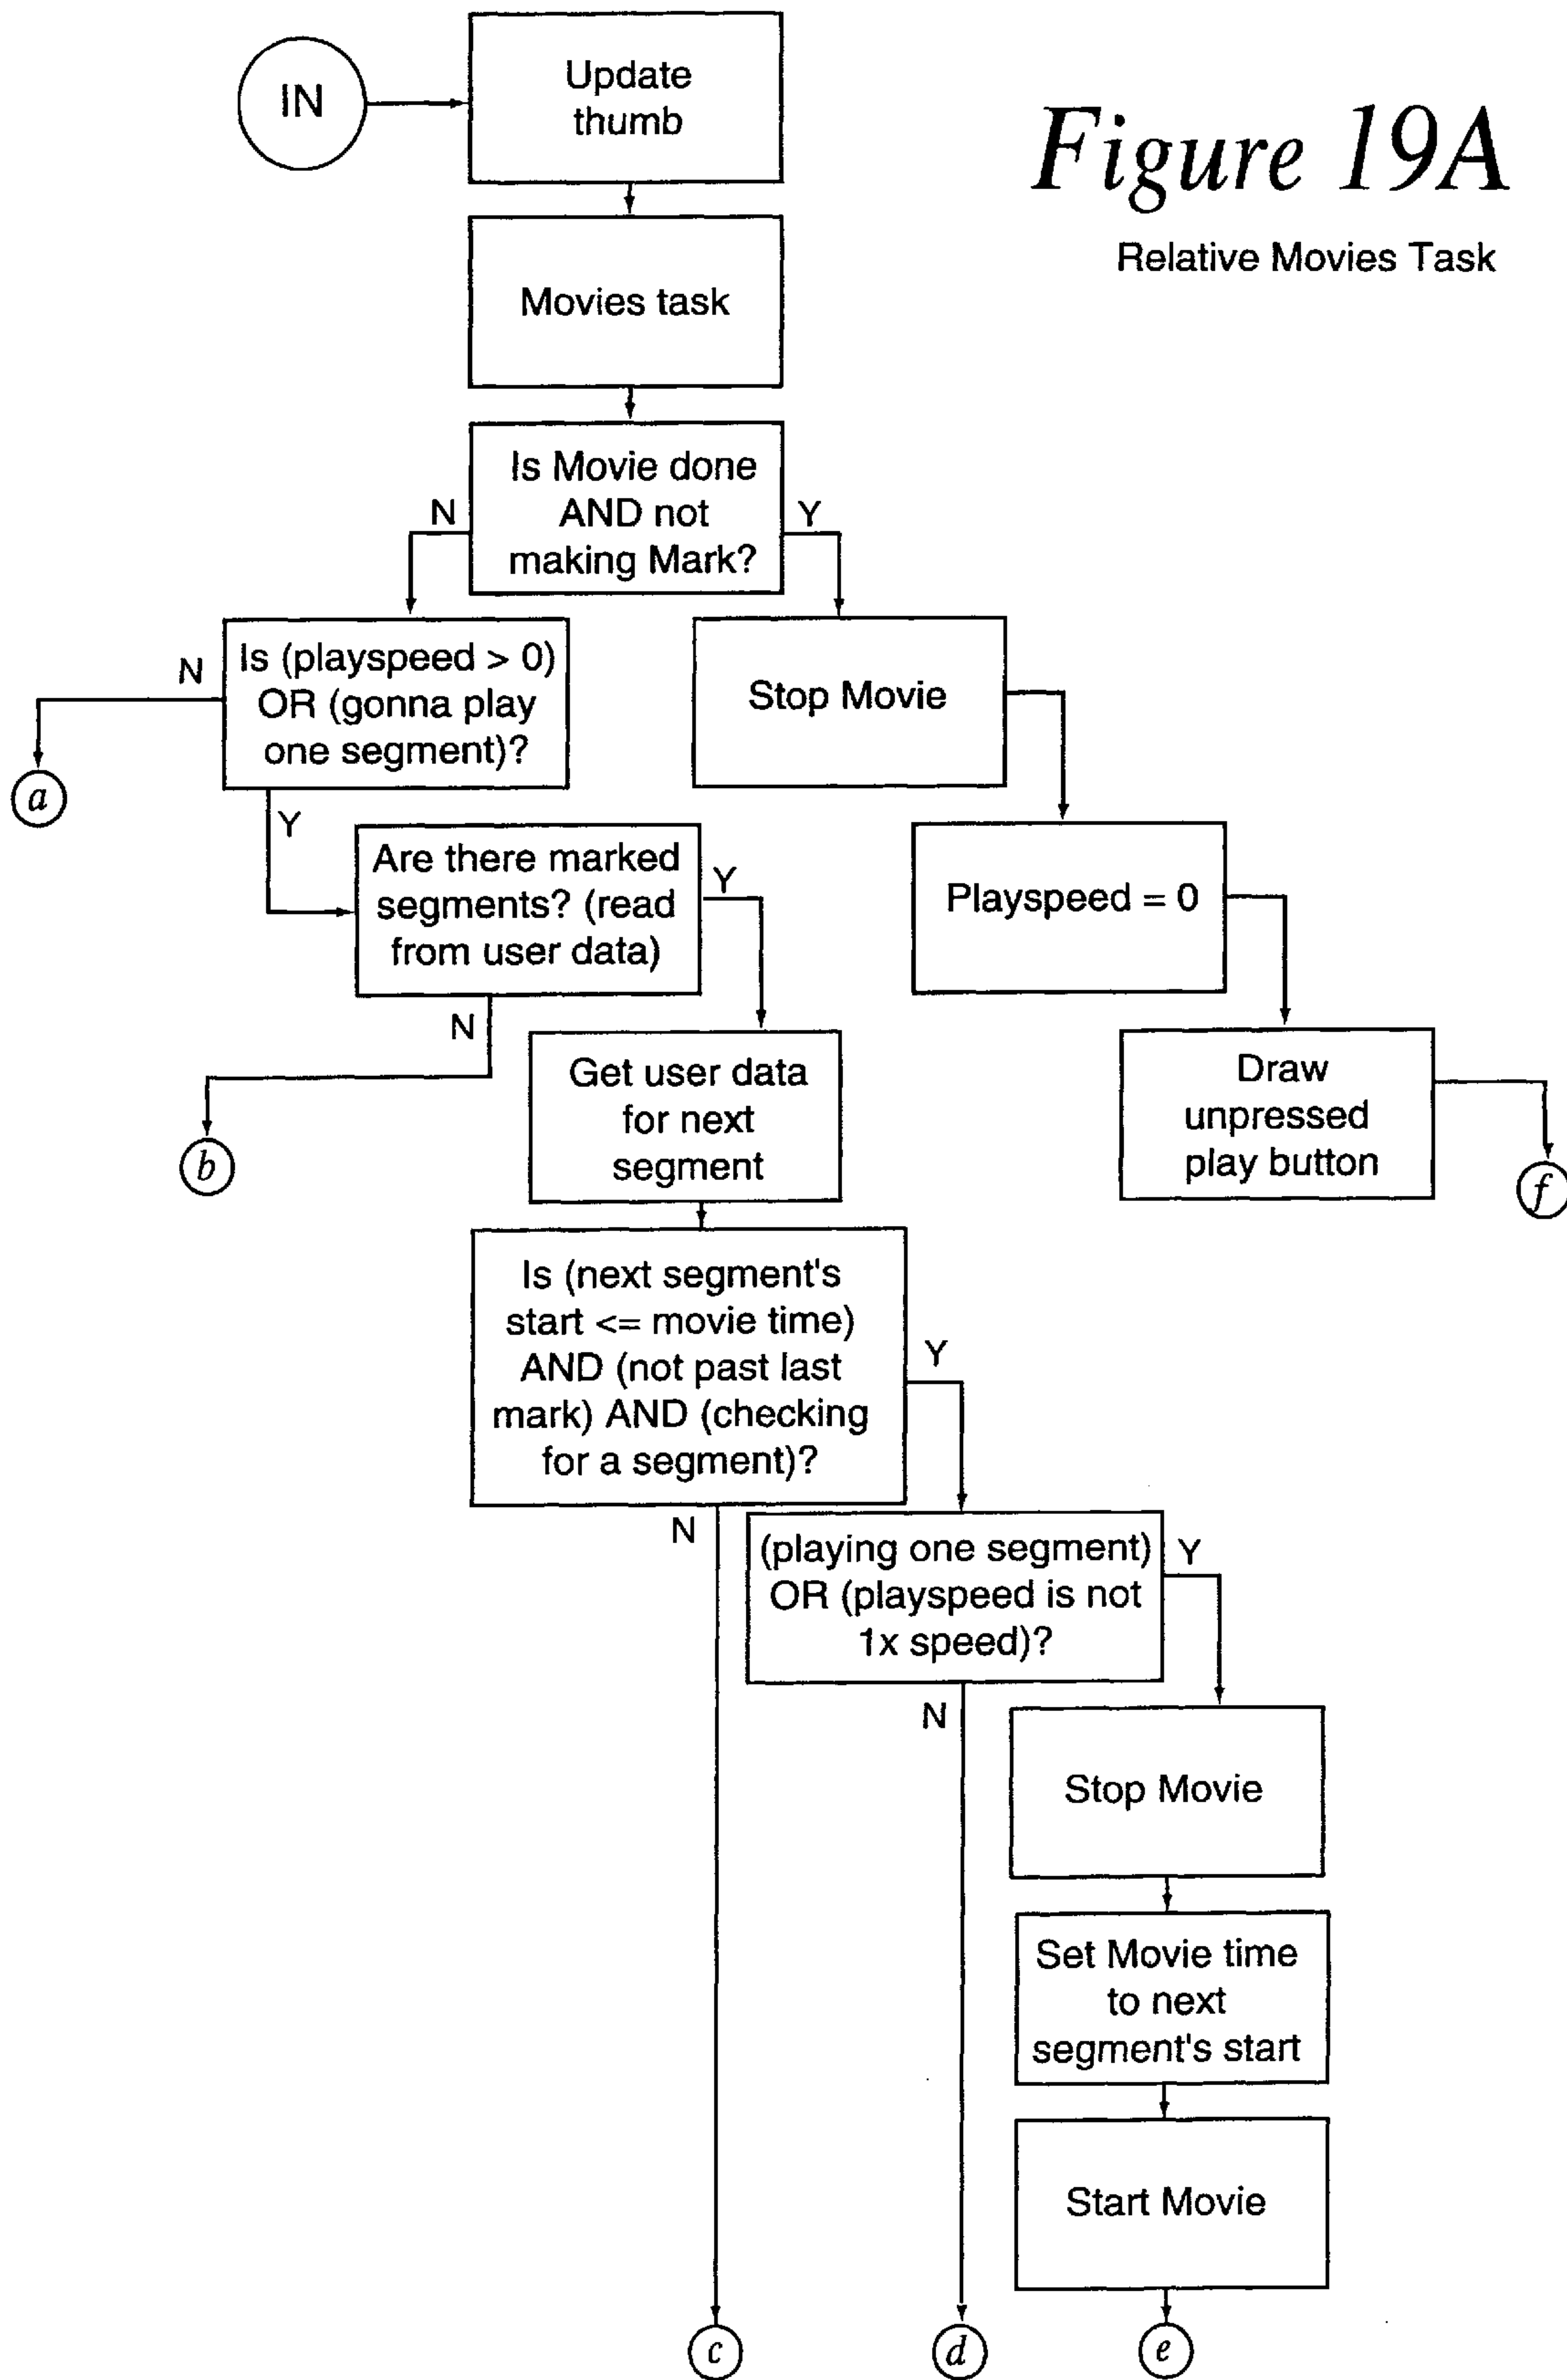 IN
Update
thumb
Figure 19A
Relative Movies Task
Movies task
Is Movie done
AND not
making Mark?
N
Y
Is (playspeed > 0)
OR (gonna play
one segment)?
N
a
Y
Stop Movie
Are there marked
segments? (read
from user data)
Y
N
b
Playspeed = 0
Get user data
for next
segment
Draw
unpressed
play button
f
Is (next segment's
start <= movie time)
AND (not past last
mark) AND (checking
for a segment)?
Y
N
(playing one segment)
OR (playspeed is not
1x speed)?
Y
N
Stop Movie
Set Movie time
to next
segment's start
Start Movie
c
d
e